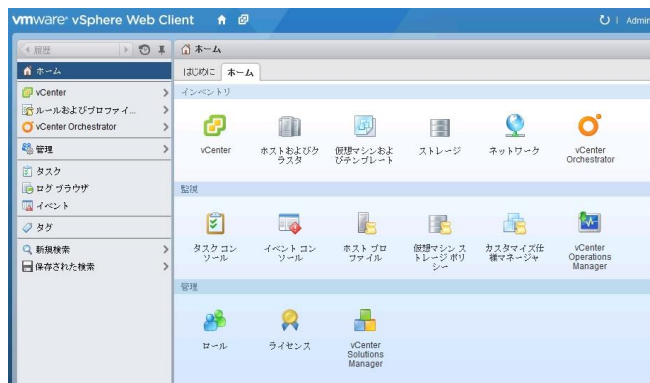 vmware® vSphere Web Client
Admin
履歴
ホーム
ホーム
はじめに ホーム
vCenter
ルールおよびプロファイ...
vCenter Orchestrator
管理
タスク
ログ ブラウザ
イベント
タグ
新規検索
保存された検索
インベントリ
vCenter
ホストおよびク
ラスタ
仮想マシンおよ
びテンプレート
ストレージ
ネットワーク
vCenter
Orchestrator
監視
タスク コン
ソール
イベント コン
ソール
ホスト プロ
ファイル
仮想マシン ス
トレージ ポリ
シー
カスタマイズ仕
様マネージャ
vCenter
Operations
Manager
管理
ロール
ライセンス
vCenter
Solutions
Manager